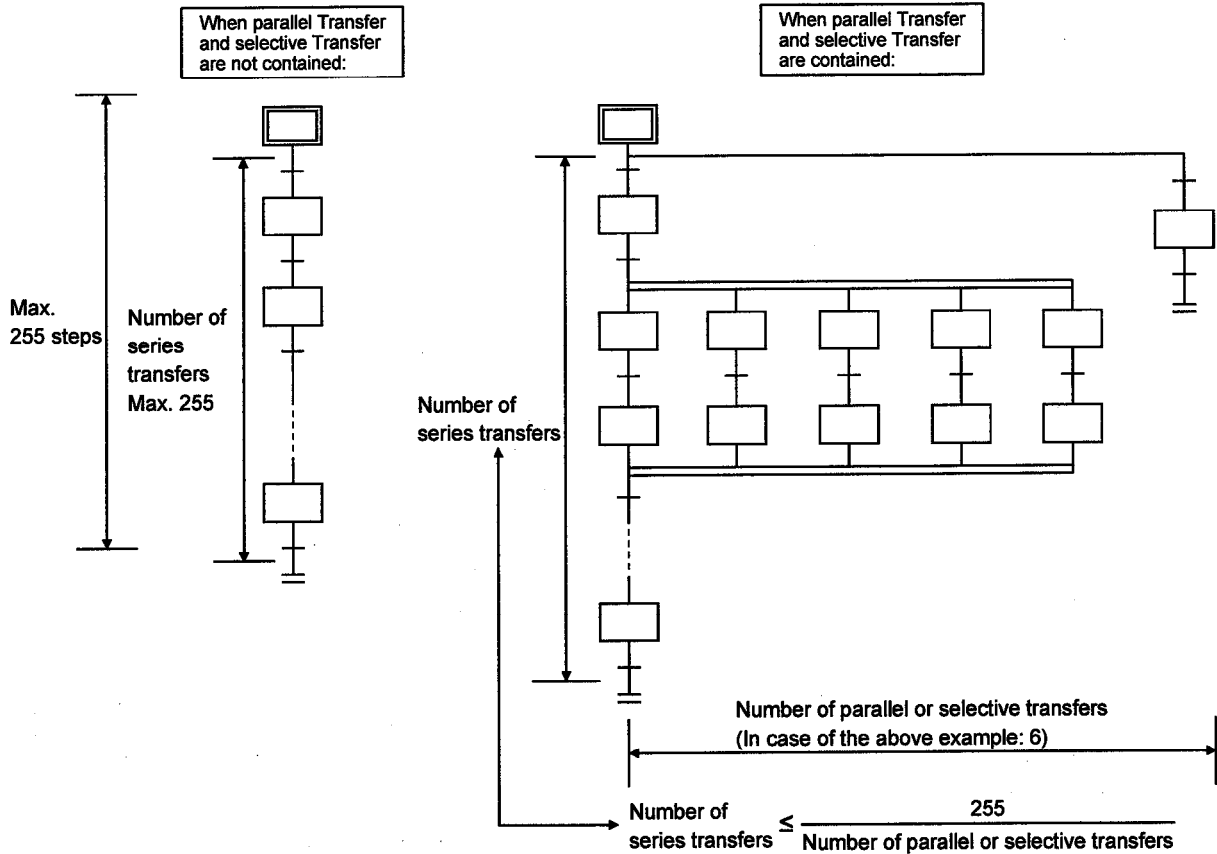 When parallel Transfer
and selective Transfer
are not contained:
When parallel Transfer
and selective Transfer
are contained:
Max.
255 steps
Number of
series
transfers
Max. 255
Number of
series transfers
Number of parallel or selective transfers
(In case of the above example: 6)
Number of
series transfers
≤
255
Number of parallel or selective transfers